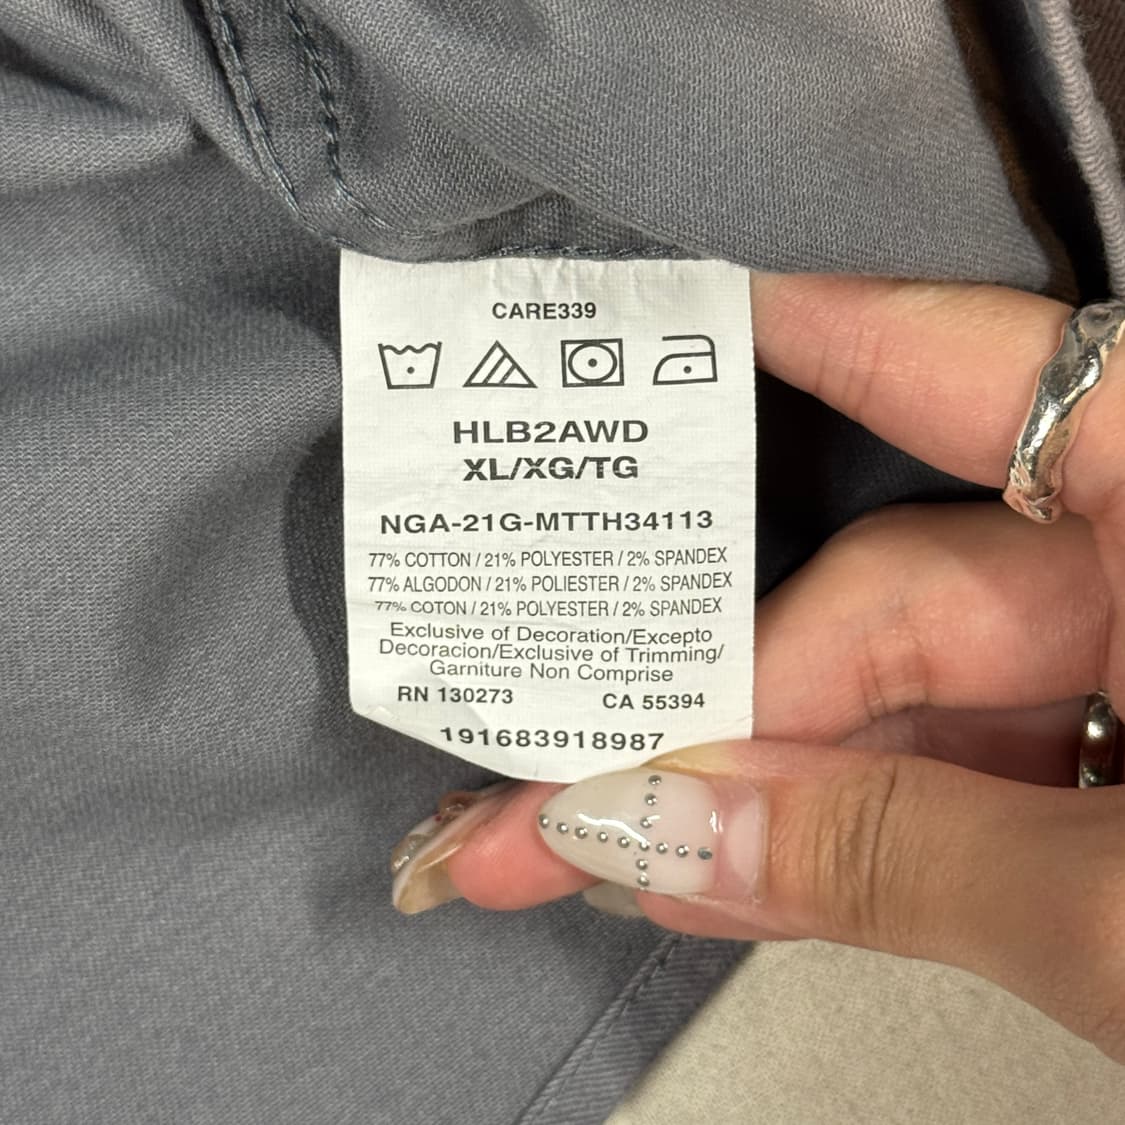 CARE339
HLB2AWD
XL/XG/TG
NGA-21G-MTTH34113
77% COTTON / 21% POLYESTER / 2% SPANDEX
77% ALGODON / 21% POLIESTER / 2% SPANDEX
77% COTON / 21% POLYESTER / 2% SPANDEX
Exclusive of Decoration/Excepto
Decoracion/Exclusive of Trimming/
Garniture Non Comprise
RN 130273 CA 55394
191683918987